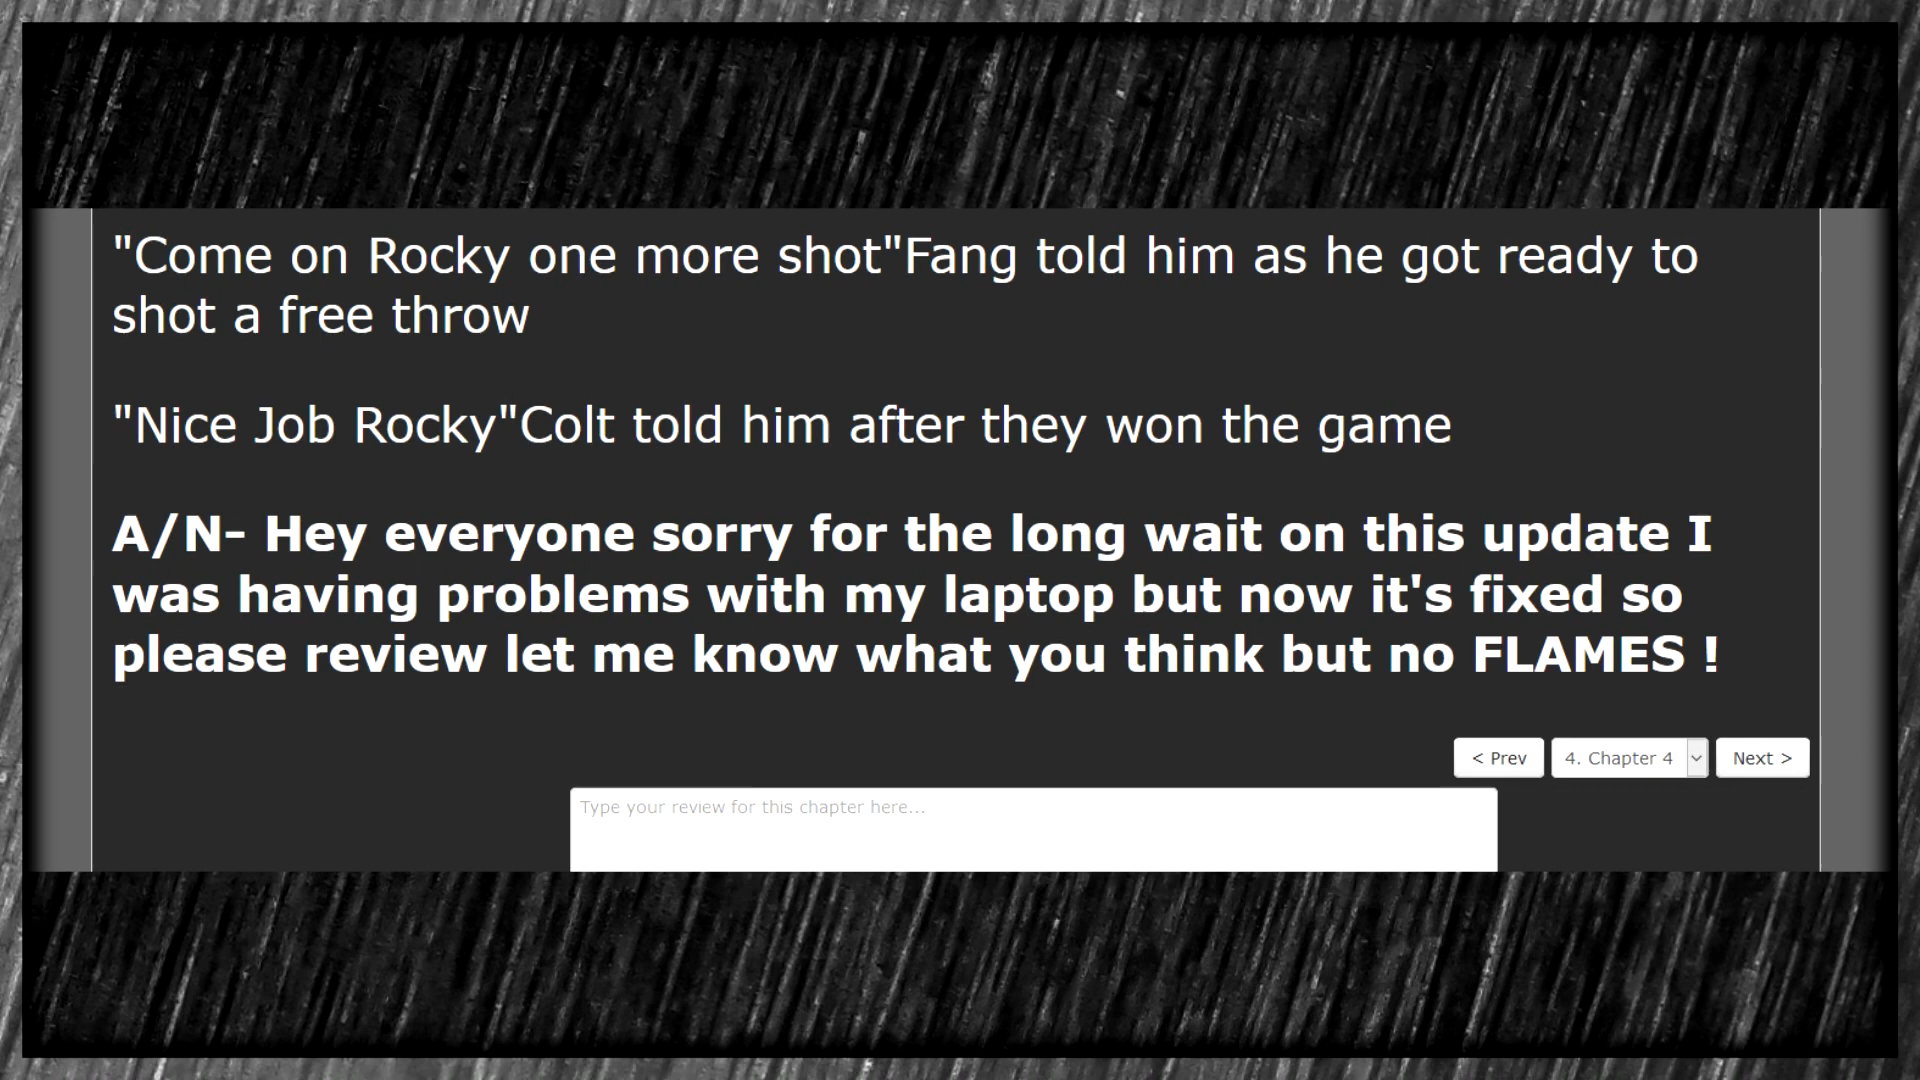 "Come on Rocky one more shot"Fang told him as he got ready to
shot a free throw
"Nice Job Rocky"Colt told him after they won the game
A/N- Hey everyone sorry for the long wait on this update I
was having problems with my laptop but now it's fixed so
please review let me know what you think but no FLAMES !
< Prev 4. Chapter 4 Next >
Type your review for this chapter here...